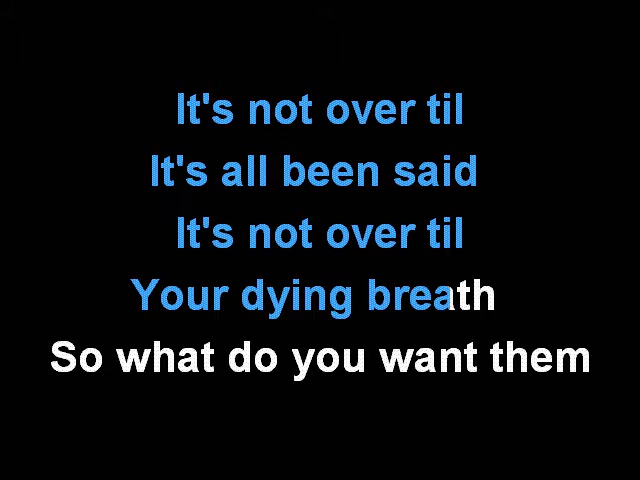 It's not over til
It's all been said
It's not over til
Your dying breath
So what do you want them